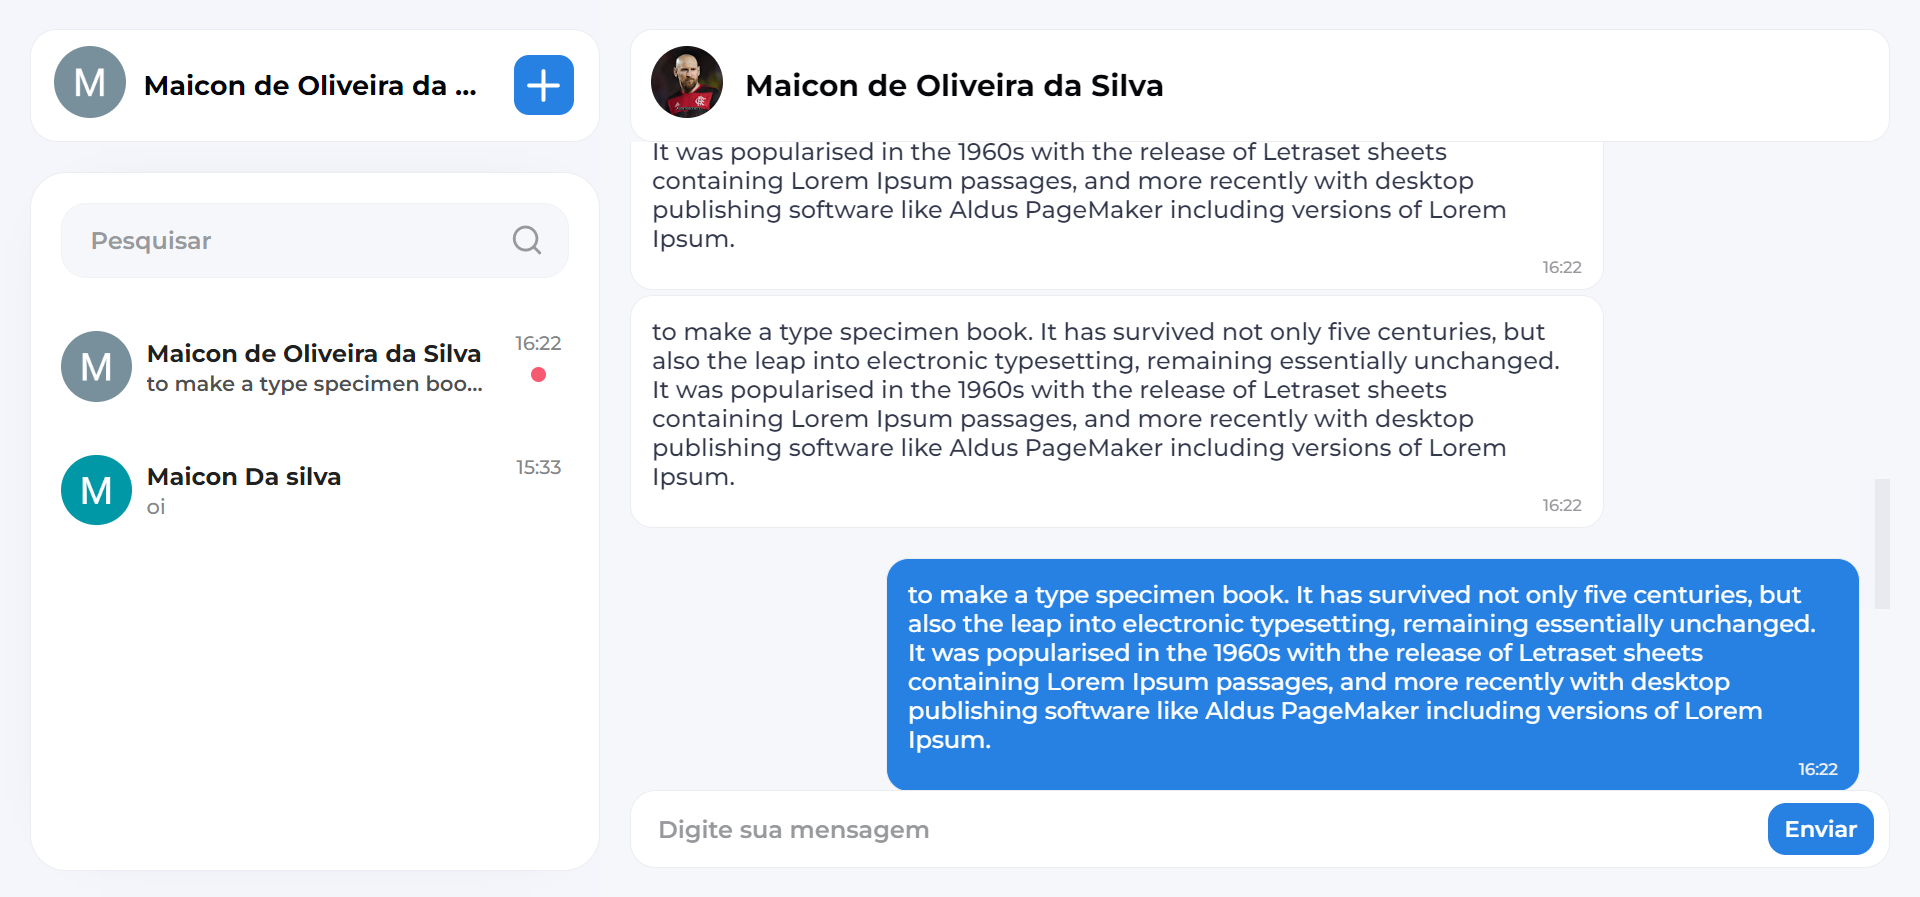 M
Maicon de Oliveira da ...
Pesquisar
M
Maicon de Oliveira da Silva
16:22
to make a type specimen boo...
M
Maicon Da silva
15:33
oi
Maicon de Oliveira da Silva
It was popularised in the 1960s with the release of Letraset sheets
containing Lorem Ipsum passages, and more recently with desktop
publishing software like Aldus PageMaker including versions of Lorem
Ipsum.
16:22
to make a type specimen book. It has survived not only five centuries, but
also the leap into electronic typesetting, remaining essentially unchanged.
It was popularised in the 1960s with the release of Letraset sheets
containing Lorem Ipsum passages, and more recently with desktop
publishing software like Aldus PageMaker including versions of Lorem
Ipsum.
16:22
to make a type specimen book. It has survived not only five centuries, but
also the leap into electronic typesetting, remaining essentially unchanged.
It was popularised in the 1960s with the release of Letraset sheets
containing Lorem Ipsum passages, and more recently with desktop
publishing software like Aldus PageMaker including versions of Lorem
Ipsum.
16:22
Digite sua mensagem
Enviar